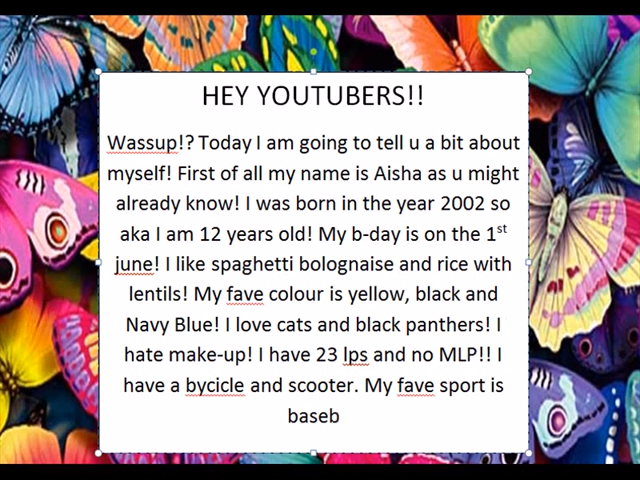 HEY YOUTUBERS!!
Wassup!? Today I am going to tell u a bit about
myself! First of all my name is Aisha as u might
already know! I was born in the year 2002 so
aka I am 12 years old! My b-day is on the 1st
june! I like spaghetti bolognaise and rice with
lentils! My fave colour is yellow, black and
Navy Blue! I love cats and black panthers! I
hate make-up! I have 23 lps and no MLP!! I
have a bycicle and scooter. My fave sport is
baseb